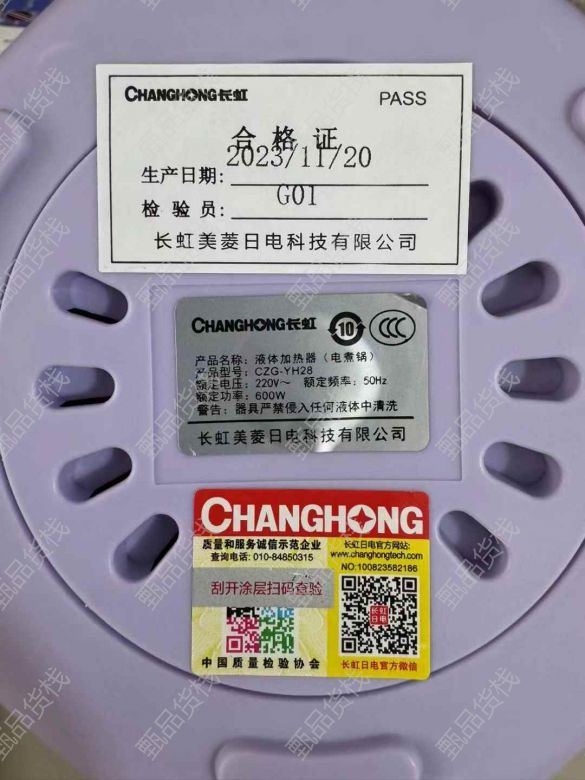 CHANGHONG长虹
PASS
合格证
生产日期: 2023/11/20
检验员: G01
长虹美菱日电科技有限公司
CHANGHONG长虹
10
CCC
产品名称: 液体加热器（电煮锅）
产品型号: CZG-YH28
额定电压: 220V～ 额定频率: 50Hz
额定功率: 600W
警告: 器具严禁侵入任何液体中清洗
长虹美菱日电科技有限公司
CHANGHONG
质量和服务诚信示范企业
查询电话: 010-84850315
刮开涂层扫码查验
中国质量检验协会
长虹日电官方网站:
www.changhongtech.com
NO:100823582186
长虹
日电
长虹日电官方微信
甄品货栈